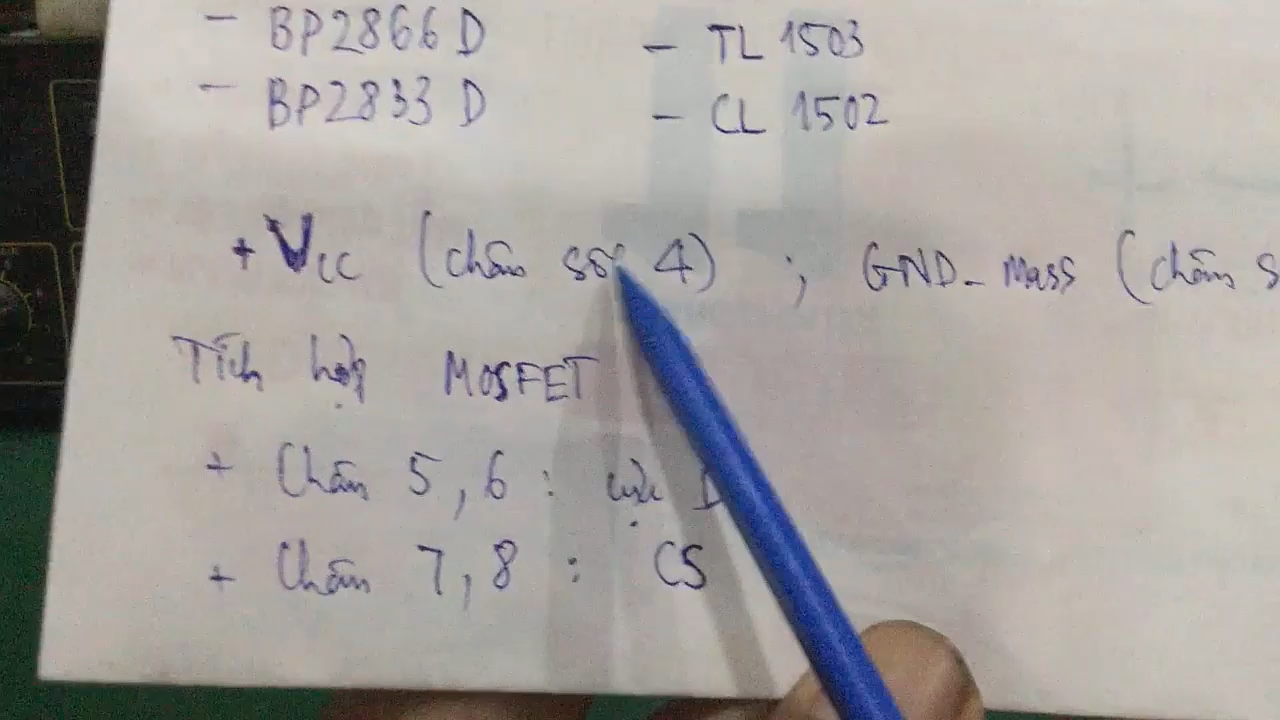 - BP2866 D - TL 1503
- BP2833 D - CL 1502
+ Vcc (chân số 4) ; GND - Mass (chân s
Tích hợp MOSFET
+ Chân 5, 6 : cực D
+ Chân 7, 8 : CS